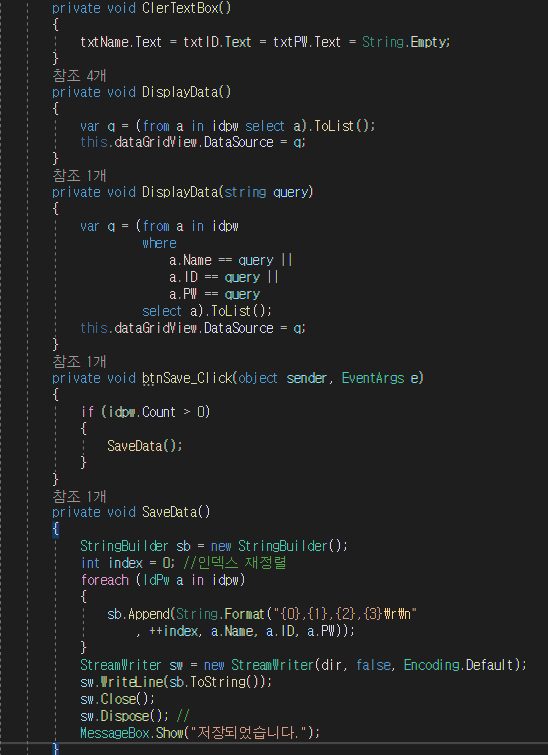 private void ClerTextBox()
{
txtName.Text = txtID.Text = txtPW.Text = String.Empty;
}
참조 4개
private void DisplayData()
{
var q = (from a in idpw select a).ToList();
this.dataGridView.DataSource = q;
}
참조 1개
private void DisplayData(string query)
{
var q = (from a in idpw
where
a.Name == query ||
a.ID == query ||
a.PW == query
select a).ToList();
this.dataGridView.DataSource = q;
}
참조 1개
private void btnSave_Click(object sender, EventArgs e)
{
if (idpw.Count > 0)
{
SaveData();
}
}
참조 1개
private void SaveData()
{
StringBuilder sb = new StringBuilder();
int index = 0; //인덱스 재정렬
foreach (IdPw a in idpw)
{
sb.Append(String.Format("{0},{1},{2},{3}₩r₩n"
, ++index, a.Name, a.ID, a.PW));
}
StreamWriter sw = new StreamWriter(dir, false, Encoding.Default);
sw.WriteLine(sb.ToString());
sw.Close();
sw.Dispose(); //
MessageBox.Show("저장되었습니다.");
}